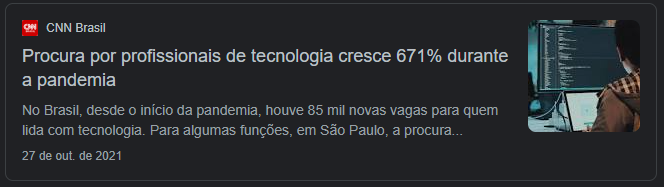 CNN Brasil
Procura por profissionais de tecnologia cresce 671% durante
a pandemia
No Brasil, desde o início da pandemia, houve 85 mil novas vagas para quem
lida com tecnologia. Para algumas funções, em São Paulo, a procura...
27 de out. de 2021